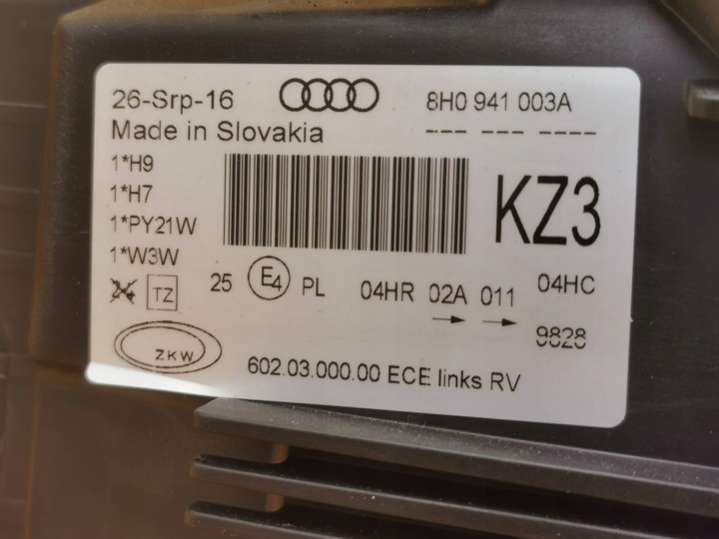 26-Srp-16
8H0 941 003A
Made in Slovakia
--- --- ----
1*H9
1*H7
1*PY21W
1*W3W
KZ3
TZ
25 E4 PL 04HR 02A 011 04HC
→ →
9828
ZKW
602.03.000.00 ECE links RV